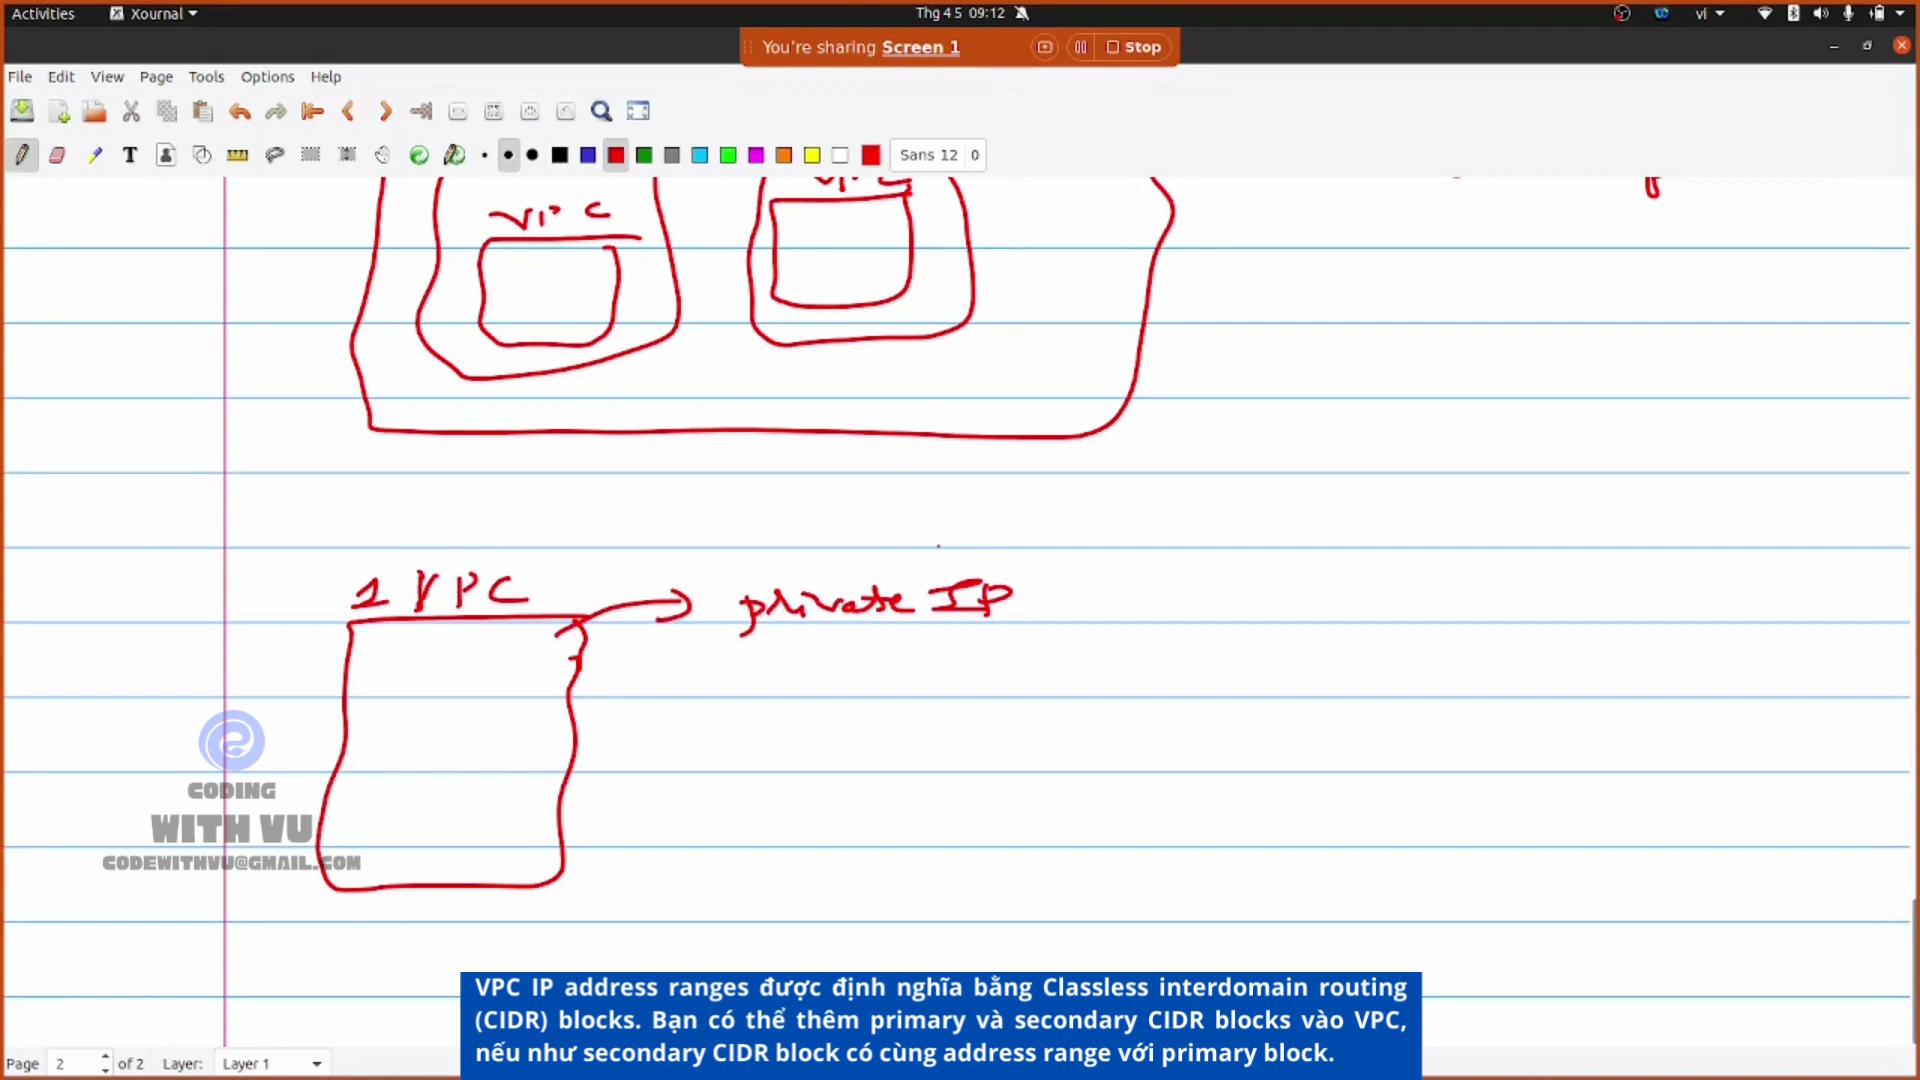 Activities Xournal Thg 4 5 09:12 vi
You're sharing Screen 1 Stop
File Edit View Page Tools Options Help
T Sans 12 0
VPC
VPC
1 VPC
private IP
CODING
WITH VU
CODEWITHVU@GMAIL.COM
VPC IP address ranges được định nghĩa bằng Classless interdomain routing
(CIDR) blocks. Bạn có thể thêm primary và secondary CIDR blocks vào VPC,
nếu như secondary CIDR block có cùng address range với primary block.
Page 2 of 2 Layer: Layer 1